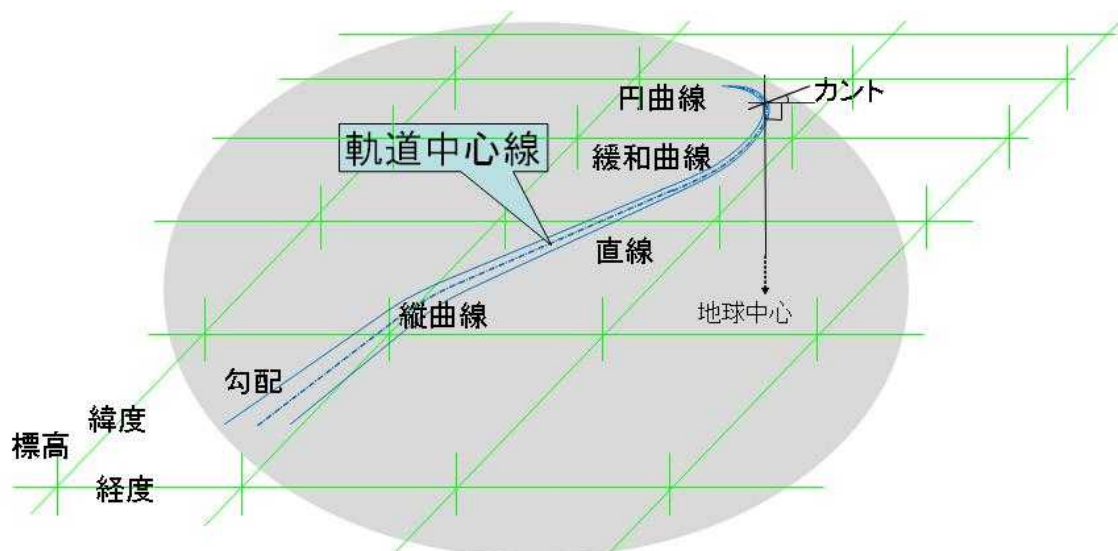 円曲線
カント
軌道中心線
緩和曲線
直線
地球中心
縦曲線
勾配
緯度
標高
経度